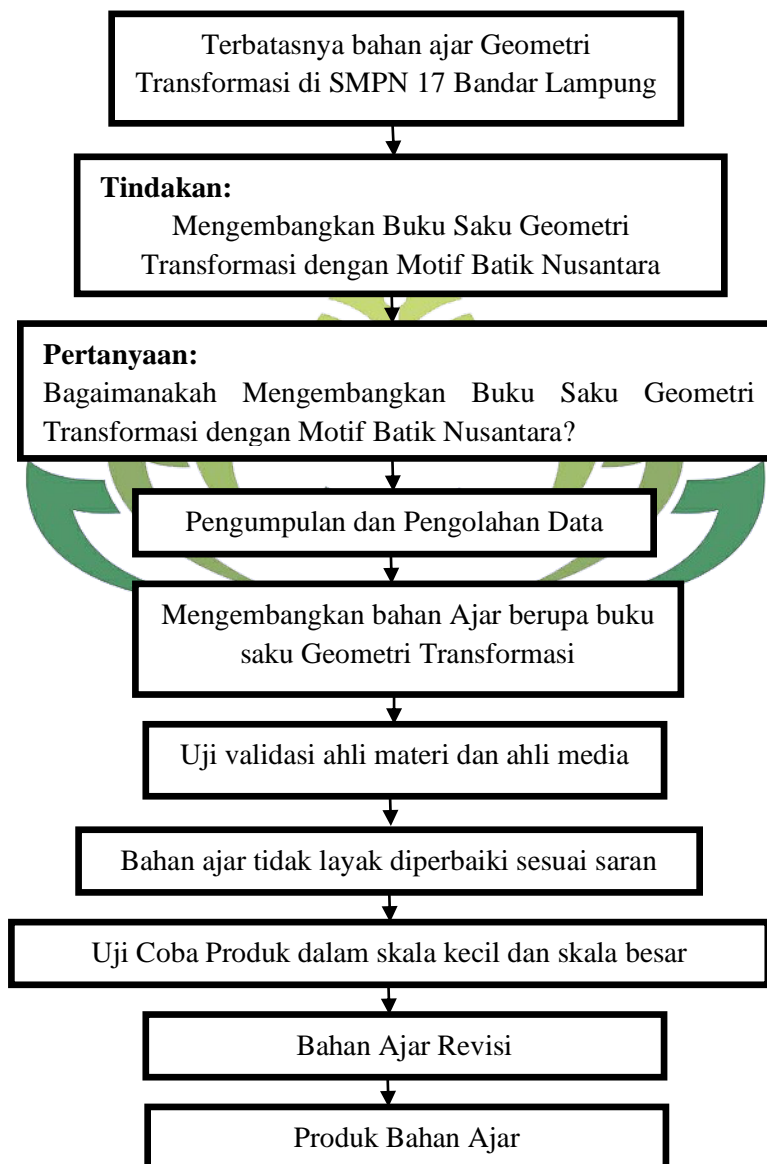 Terbatasnya bahan ajar Geometri
Transformasi di SMPN 17 Bandar Lampung
Tindakan:
Mengembangkan Buku Saku Geometri
Transformasi dengan Motif Batik Nusantara
Pertanyaan:
Bagaimanakah Mengembangkan Buku Saku Geometri
Transformasi dengan Motif Batik Nusantara?
Pengumpulan dan Pengolahan Data
Mengembangkan bahan Ajar berupa buku
saku Geometri Transformasi
Uji validasi ahli materi dan ahli media
Bahan ajar tidak layak diperbaiki sesuai saran
Uji Coba Produk dalam skala kecil dan skala besar
Bahan Ajar Revisi
Produk Bahan Ajar